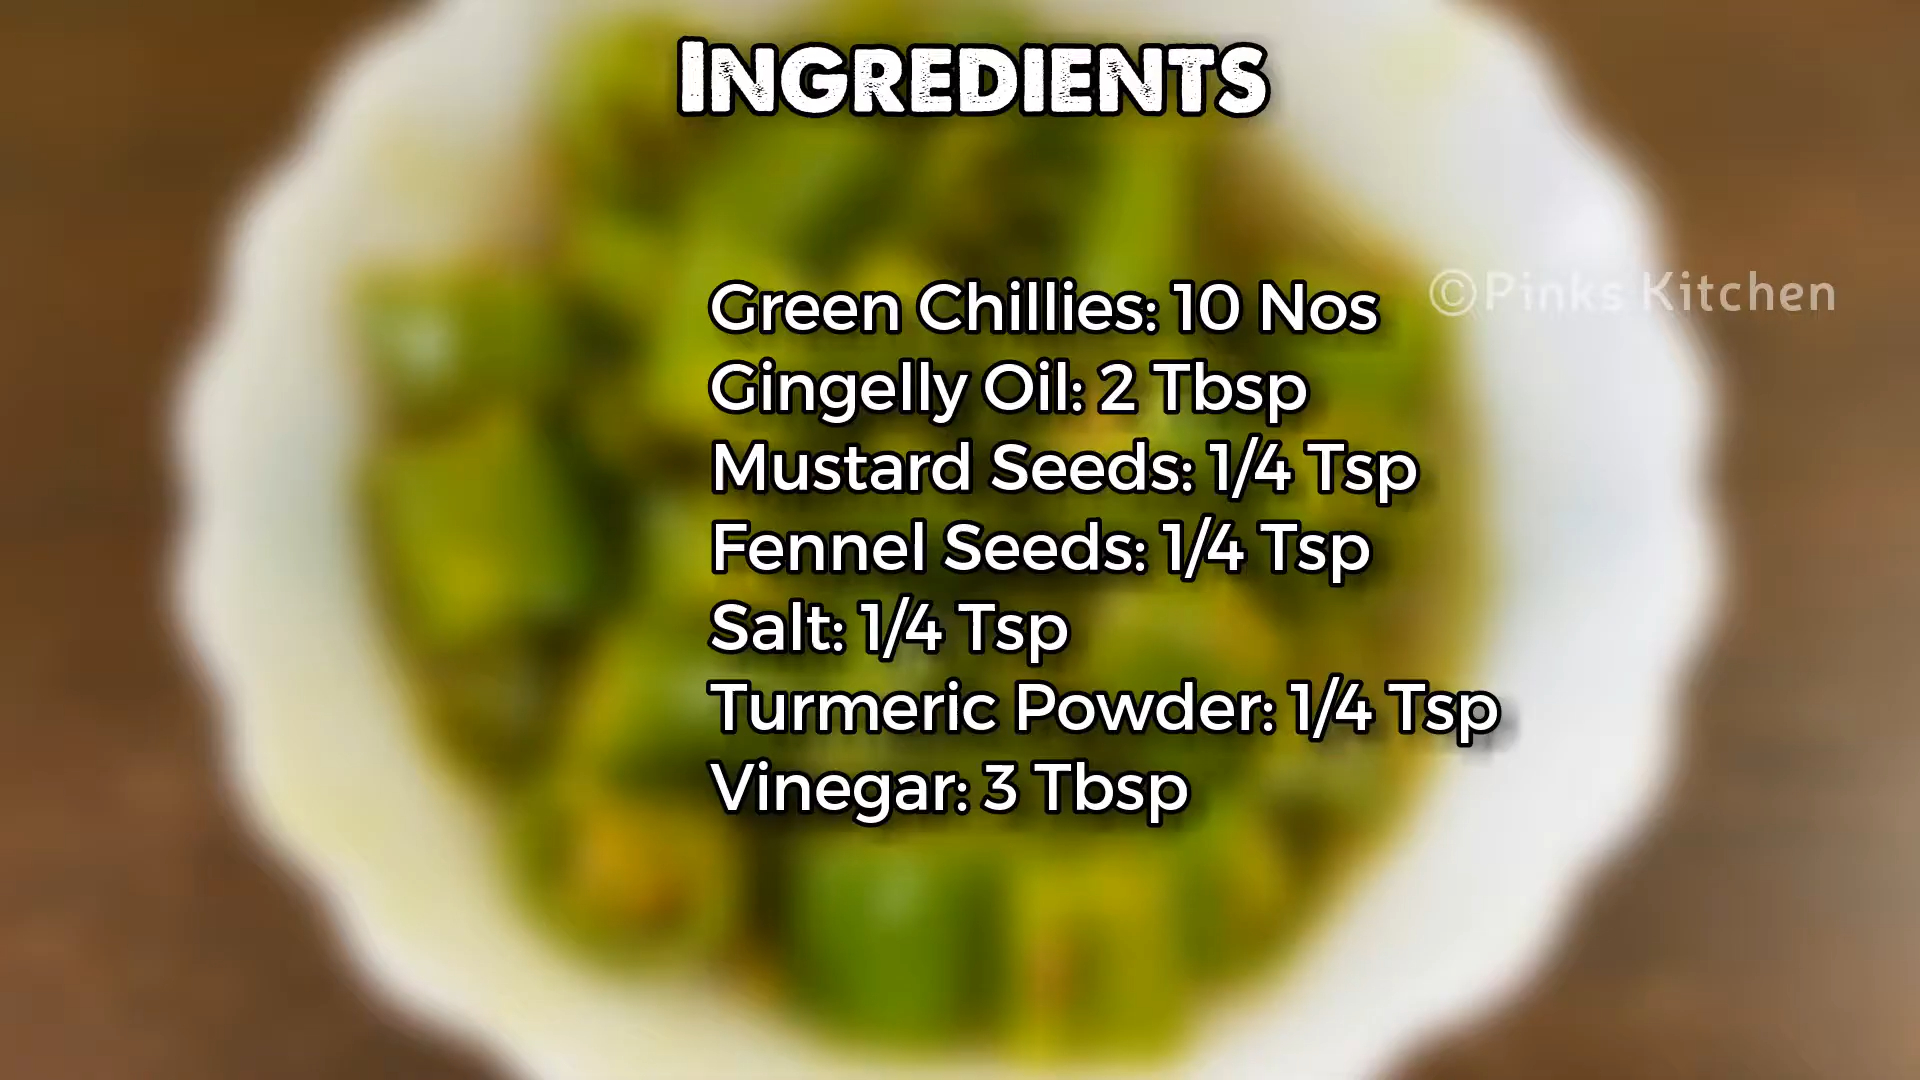 INGREDIENTS
Green Chillies: 10 Nos
©Pinks Kitchen
Gingelly Oil: 2 Tbsp
Mustard Seeds: 1/4 Tsp
Fennel Seeds: 1/4 Tsp
Salt: 1/4 Tsp
Turmeric Powder: 1/4 Tsp
Vinegar: 3 Tbsp